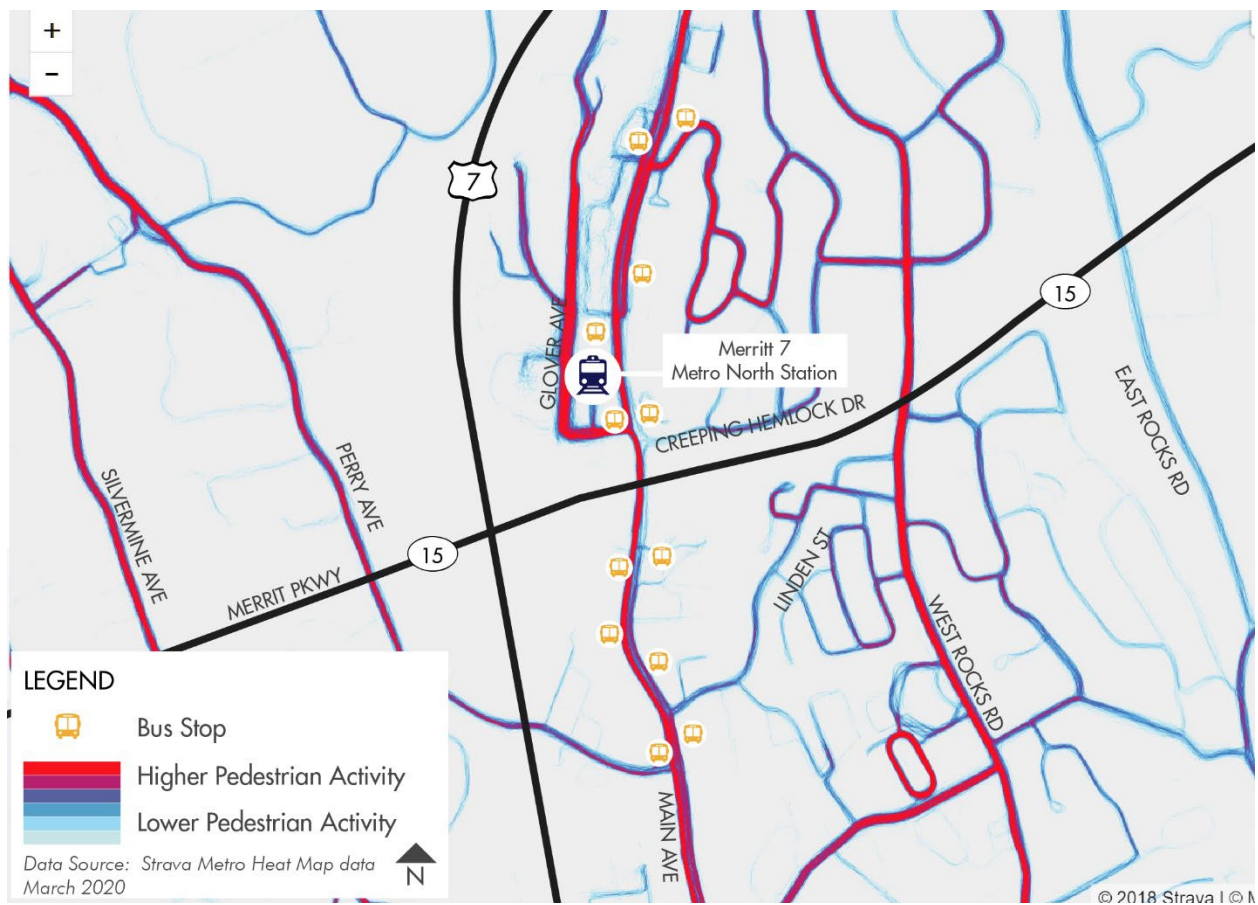 +
−
7
15
GLOVER AVE
Merritt 7
Metro North Station
CREEPING HEMLOCK DR
EAST ROCKS RD
SILVERMINE AVE
PERRY AVE
15
MERRIT PKWY
LINDEN ST
WEST ROCKS RD
MAIN AVE
LEGEND
Bus Stop
Higher Pedestrian Activity
Lower Pedestrian Activity
Data Source: Strava Metro Heat Map data
March 2020
N
© 2018 Strava | © M